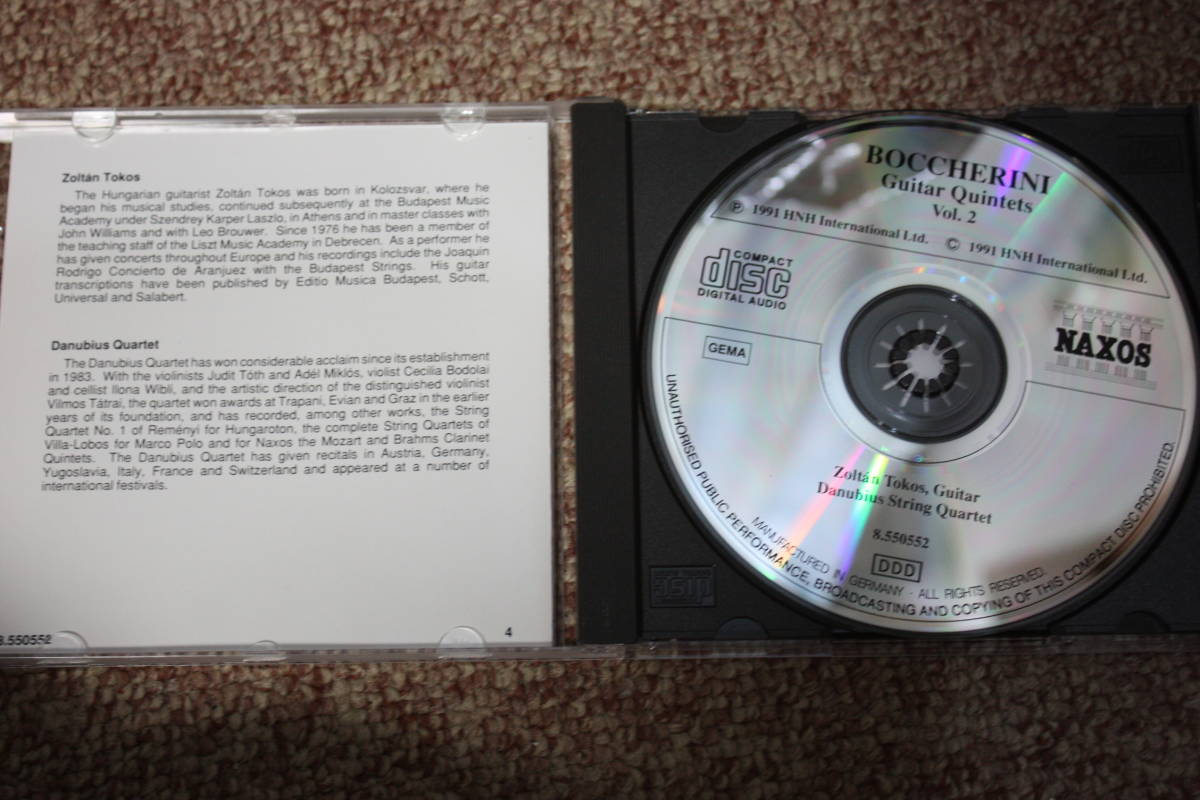 Zoltán Tokos
The Hungarian guitarist Zoltán Tokos was born in Kolozsvar, where he
began his musical studies, continued subsequently at the Budapest Music
Academy under Szendrey Karper Laszlo, in Athens and in master classes with
John Williams and with Leo Brouwer. Since 1976 he has been a member of
the teaching staff of the Liszt Music Academy in Debrecen. As a performer he
has given concerts throughout Europe and his recordings include the Joaquin
Rodrigo Concierto de Aranjuez with the Budapest Strings. His guitar
transcriptions have been published by Editio Musica Budapest, Schott,
Universal and Salabert.
Danubius Quartet
The Danubius Quartet has won considerable acclaim since its establishment
in 1983. With the violinists Judit Tóth and Adél Miklós, violist Cecilia Bodolai
and cellist Ilona Wibli, and the artistic direction of the distinguished violinist
Vilmos Tátrai, the quartet won awards at Trapani, Evian and Graz in the earlier
years of its foundation, and has recorded, among other works, the String
Quartet No. 1 of Reményi for Hungaroton, the complete String Quartets of
Villa-Lobos for Marco Polo and for Naxos the Mozart and Brahms Clarinet
Quintets. The Danubius Quartet has given recitals in Austria, Germany,
Yugoslavia, Italy, France and Switzerland and appeared at a number of
international festivals.
8.550552
4
BOCCHERINI
Guitar Quintets
Vol. 2
℗ 1991 HNH International Ltd. © 1991 HNH International Ltd.
COMPACT
disc
DIGITAL AUDIO
GEMA
NAXOS
Zoltán Tokos, Guitar
Danubius String Quartet
8.550552
DDD
MANUFACTURED IN GERMANY · ALL RIGHTS RESERVED.
UNAUTHORISED PUBLIC PERFORMANCE, BROADCASTING AND COPYING OF THIS COMPACT DISC PROHIBITED.
disc